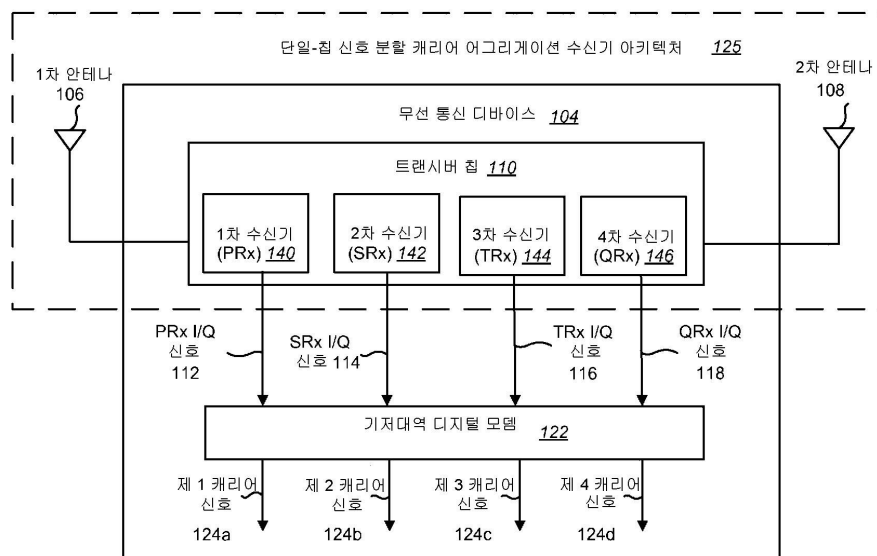 단일-칩 신호 분할 캐리어 어그리게이션 수신기 아키텍처 125
1차 안테나
106
2차 안테나
108
무선 통신 디바이스 104
트랜시버 칩 110
1차 수신기
(PRx) 140
2차 수신기
(SRx) 142
3차 수신기
(TRx) 144
4차 수신기
(QRx) 146
PRx I/Q
신호
112
SRx I/Q
신호 114
TRx I/Q
신호
116
QRx I/Q
신호
118
기저대역 디지털 모뎀 122
제 1 캐리어
신호
124a
제 2 캐리어
신호
124b
제 3 캐리어
신호
124c
제 4 캐리어
신호
124d